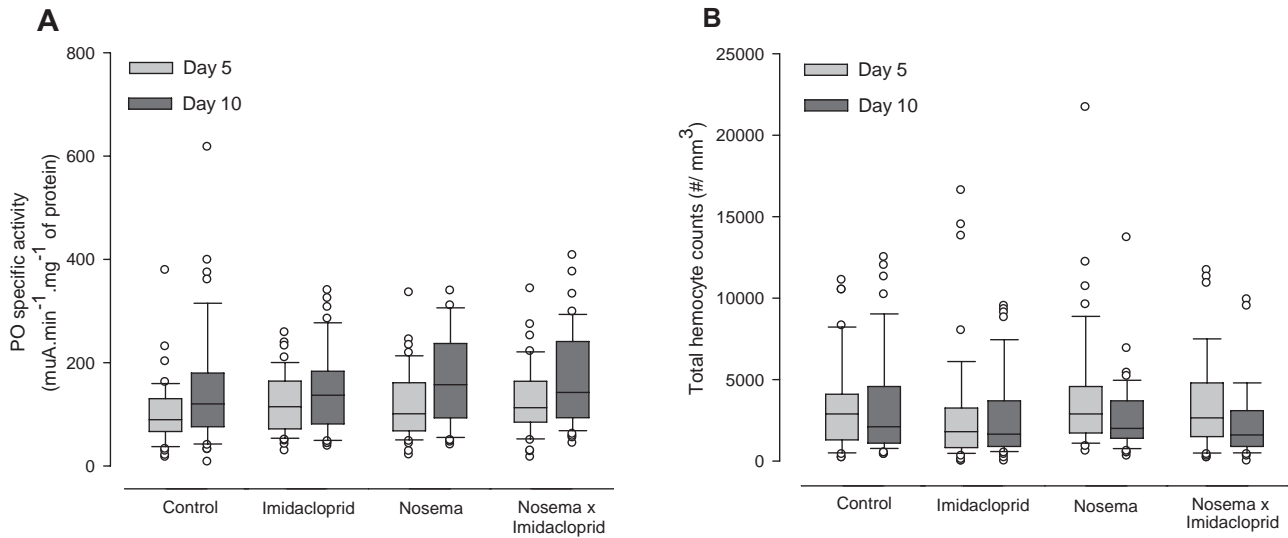 A
800
600
400
200
0
PO specific activity
(muA.min⁻¹.mg⁻¹ of protein)
Day 5
Day 10
Control
Imidacloprid
Nosema
Nosema x
Imidacloprid
B
25000
20000
15000
10000
5000
0
Total hemocyte counts (#/ mm³)
Day 5
Day 10
Control
Imidacloprid
Nosema
Nosema x
Imidacloprid